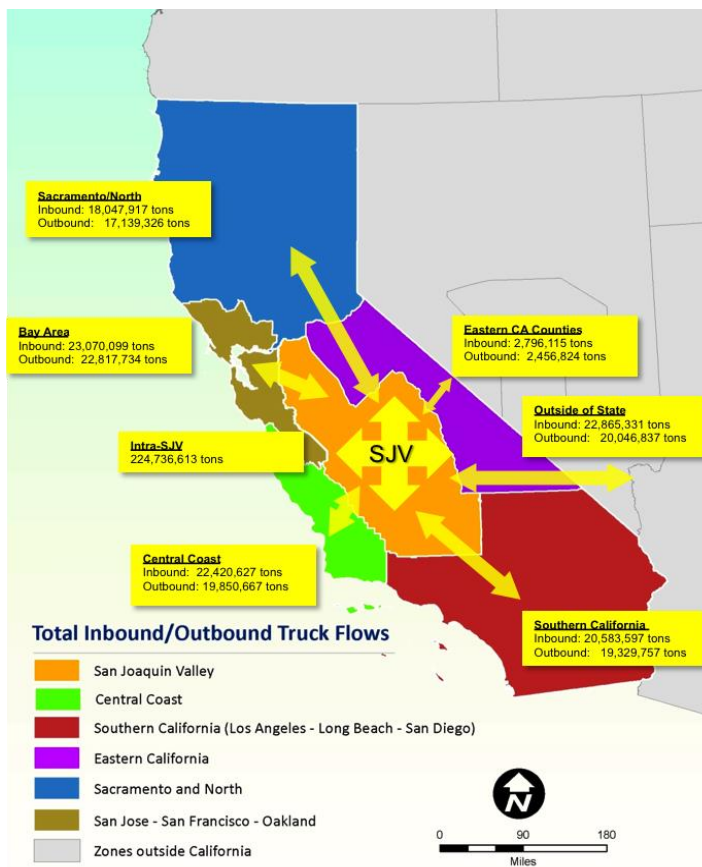 Sacramento/North
Inbound: 18,047,917 tons
Outbound: 17,139,326 tons
Bay Area
Inbound: 23,070,099 tons
Outbound: 22,817,734 tons
Eastern CA Counties
Inbound: 2,796,115 tons
Outbound: 2,456,824 tons
Outside of State
Inbound: 22,865,331 tons
Outbound: 20,046,837 tons
Intra-SJV
224,736,613 tons
SJV
Central Coast
Inbound: 22,420,627 tons
Outbound: 19,850,667 tons
Southern California
Inbound: 20,583,597 tons
Outbound: 19,329,757 tons
Total Inbound/Outbound Truck Flows
San Joaquin Valley
Central Coast
Southern California (Los Angeles - Long Beach - San Diego)
Eastern California
Sacramento and North
San Jose - San Francisco - Oakland
Zones outside California
N
0 90 180
Miles